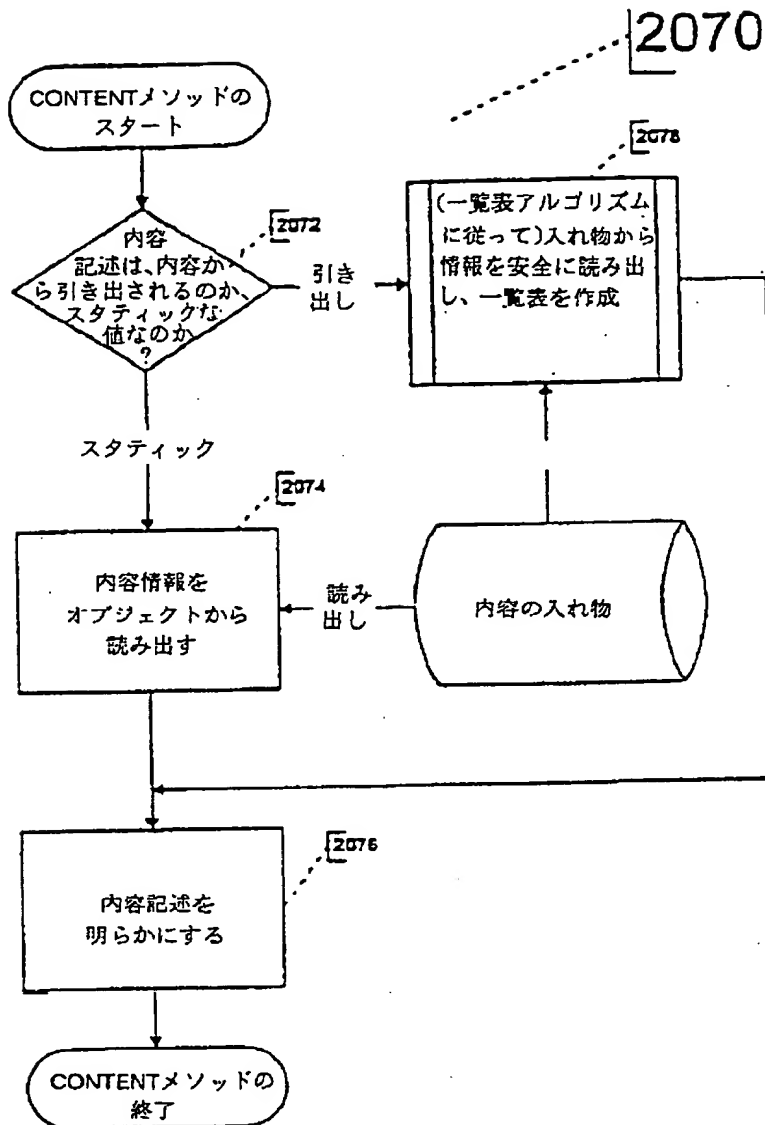 2070
CONTENTメソッドの
スタート
2078
(一覧表アルゴリズム
に従って)入れ物から
情報を安全に読み出
し、一覧表を作成
2072
内容
記述は、内容か
ら引き出されるのか、
スタティックな
値なのか
?
引き
出し
スタティック
2074
内容情報を
オブジェクトから
読み出す
読み
出し
内容の入れ物
2076
内容記述を
明らかにする
CONTENTメソッドの
終了